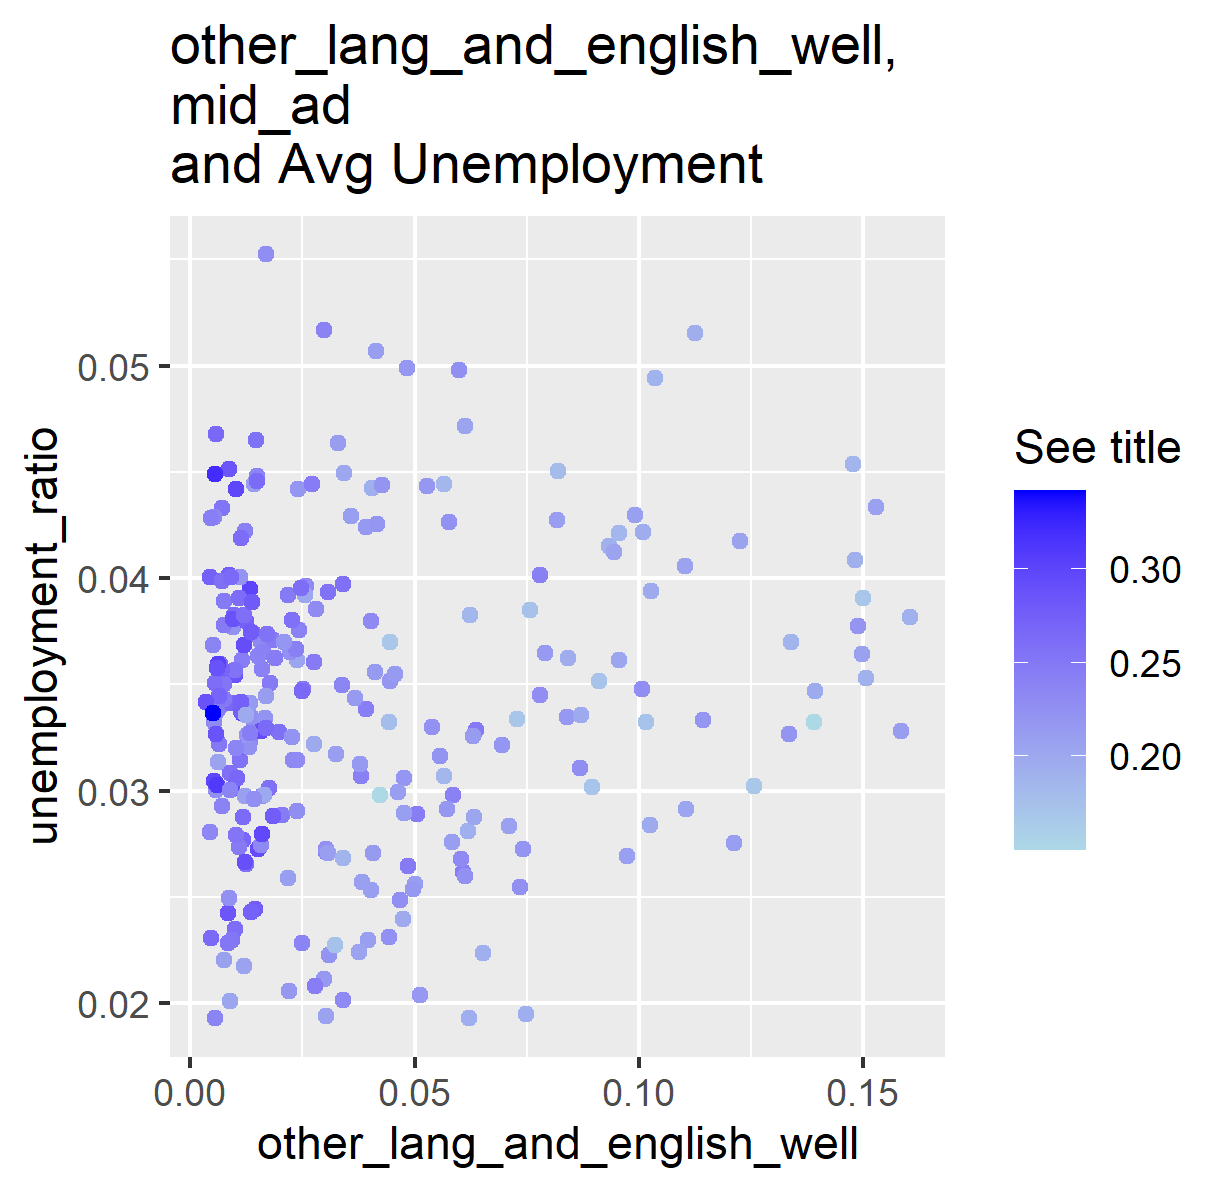 other_lang_and_english_well,
mid_ad
and Avg Unemployment
unemployment_ratio
0.05
0.04
0.03
0.02
0.00
0.05
0.10
0.15
other_lang_and_english_well
See title
0.30
0.25
0.20